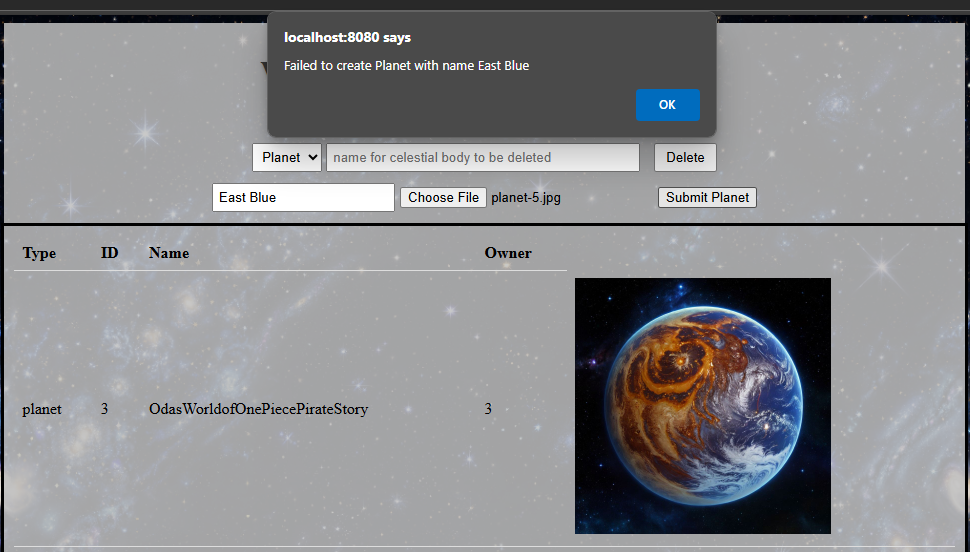 localhost:8080 says
Failed to create Planet with name East Blue
OK
Planet name for celestial body to be deleted Delete
East Blue Choose File planet-5.jpg Submit Planet
Type ID Name Owner
planet 3 OdasWorldofOnePiecePirateStory 3